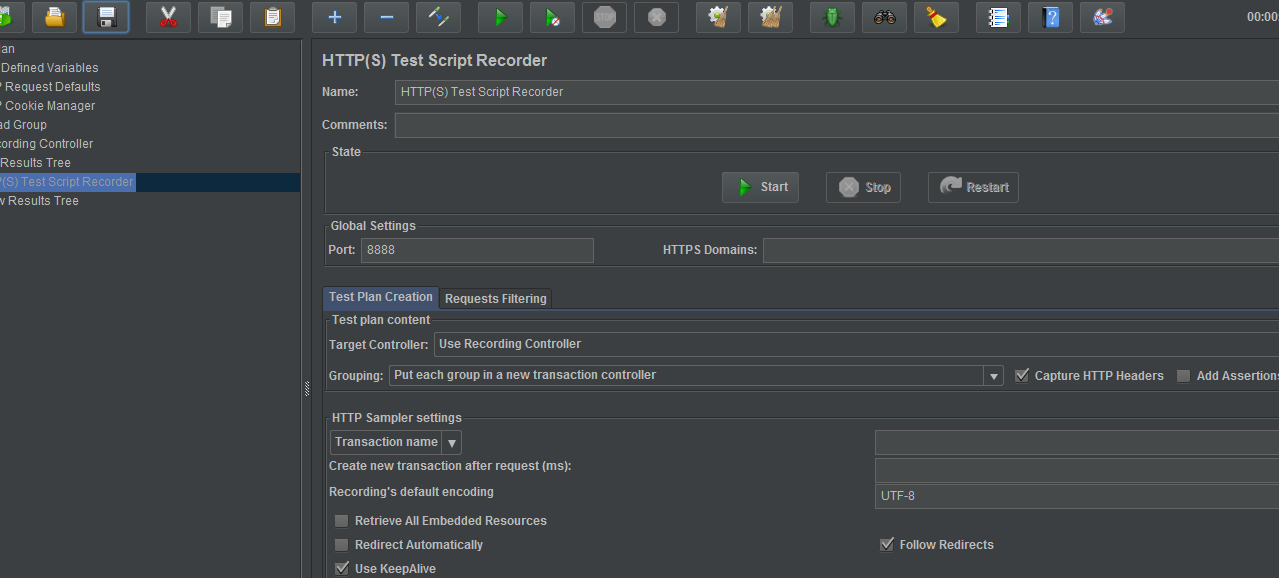 STOP
00:00
an
Defined Variables
P Request Defaults
P Cookie Manager
ad Group
ording Controller
Results Tree
P(S) Test Script Recorder
w Results Tree
HTTP(S) Test Script Recorder
Name: HTTP(S) Test Script Recorder
Comments:
State
Start Stop Restart
Global Settings
Port: 8888 HTTPS Domains:
Test Plan Creation Requests Filtering
Test plan content
Target Controller: Use Recording Controller
Grouping: Put each group in a new transaction controller Capture HTTP Headers Add Assertions
HTTP Sampler settings
Transaction name
Create new transaction after request (ms):
Recording's default encoding UTF-8
Retrieve All Embedded Resources
Redirect Automatically Follow Redirects
Use KeepAlive